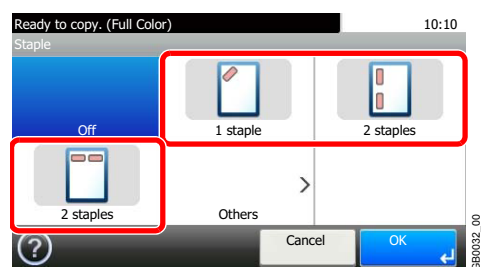 Ready to copy. (Full Color) 10:10
Staple
Off 1 staple 2 staples
2 staples Others
? Cancel OK
GB0032_00